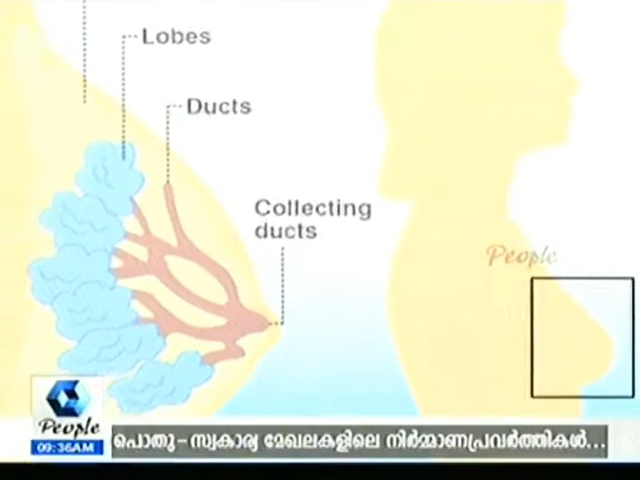 Lobes
Ducts
Collecting
ducts
People
People
09:36AM
പൊതു - സ്വകാര്യ മേഖലകളിലെ നിർമ്മാണപ്രവർത്തികൾ...